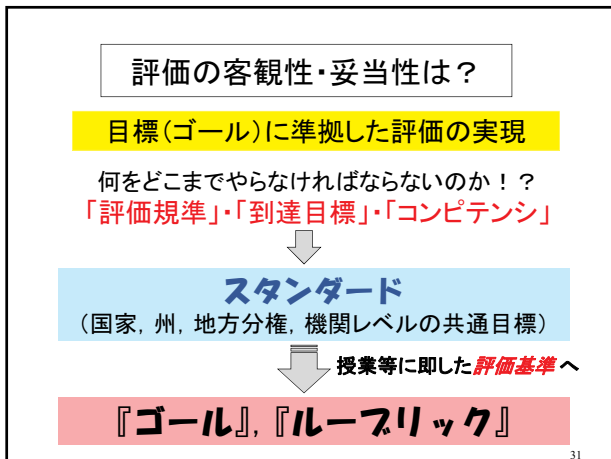 評価の客観性・妥当性は？
目標（ゴール）に準拠した評価の実現
何をどこまでやらなければならないのか！？
「評価規準」・「到達目標」・「コンピテンシ」
スタンダード
（国家，州，地方分権，機関レベルの共通目標）
授業等に即した評価基準へ
『ゴール』，『ルーブリック』
31